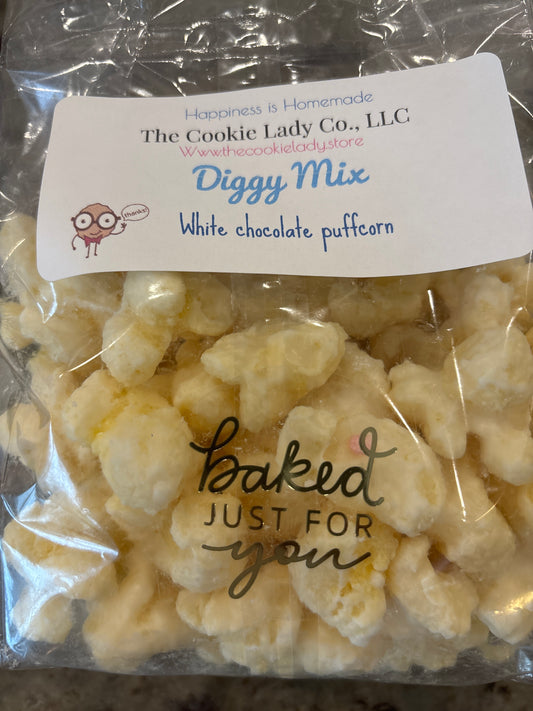 Happiness is Homemade
The Cookie Lady Co., LLC
Www.thecookielady.store
Diggy Mix
thanks!
White chocolate puffcorn
baked
JUST FOR
you